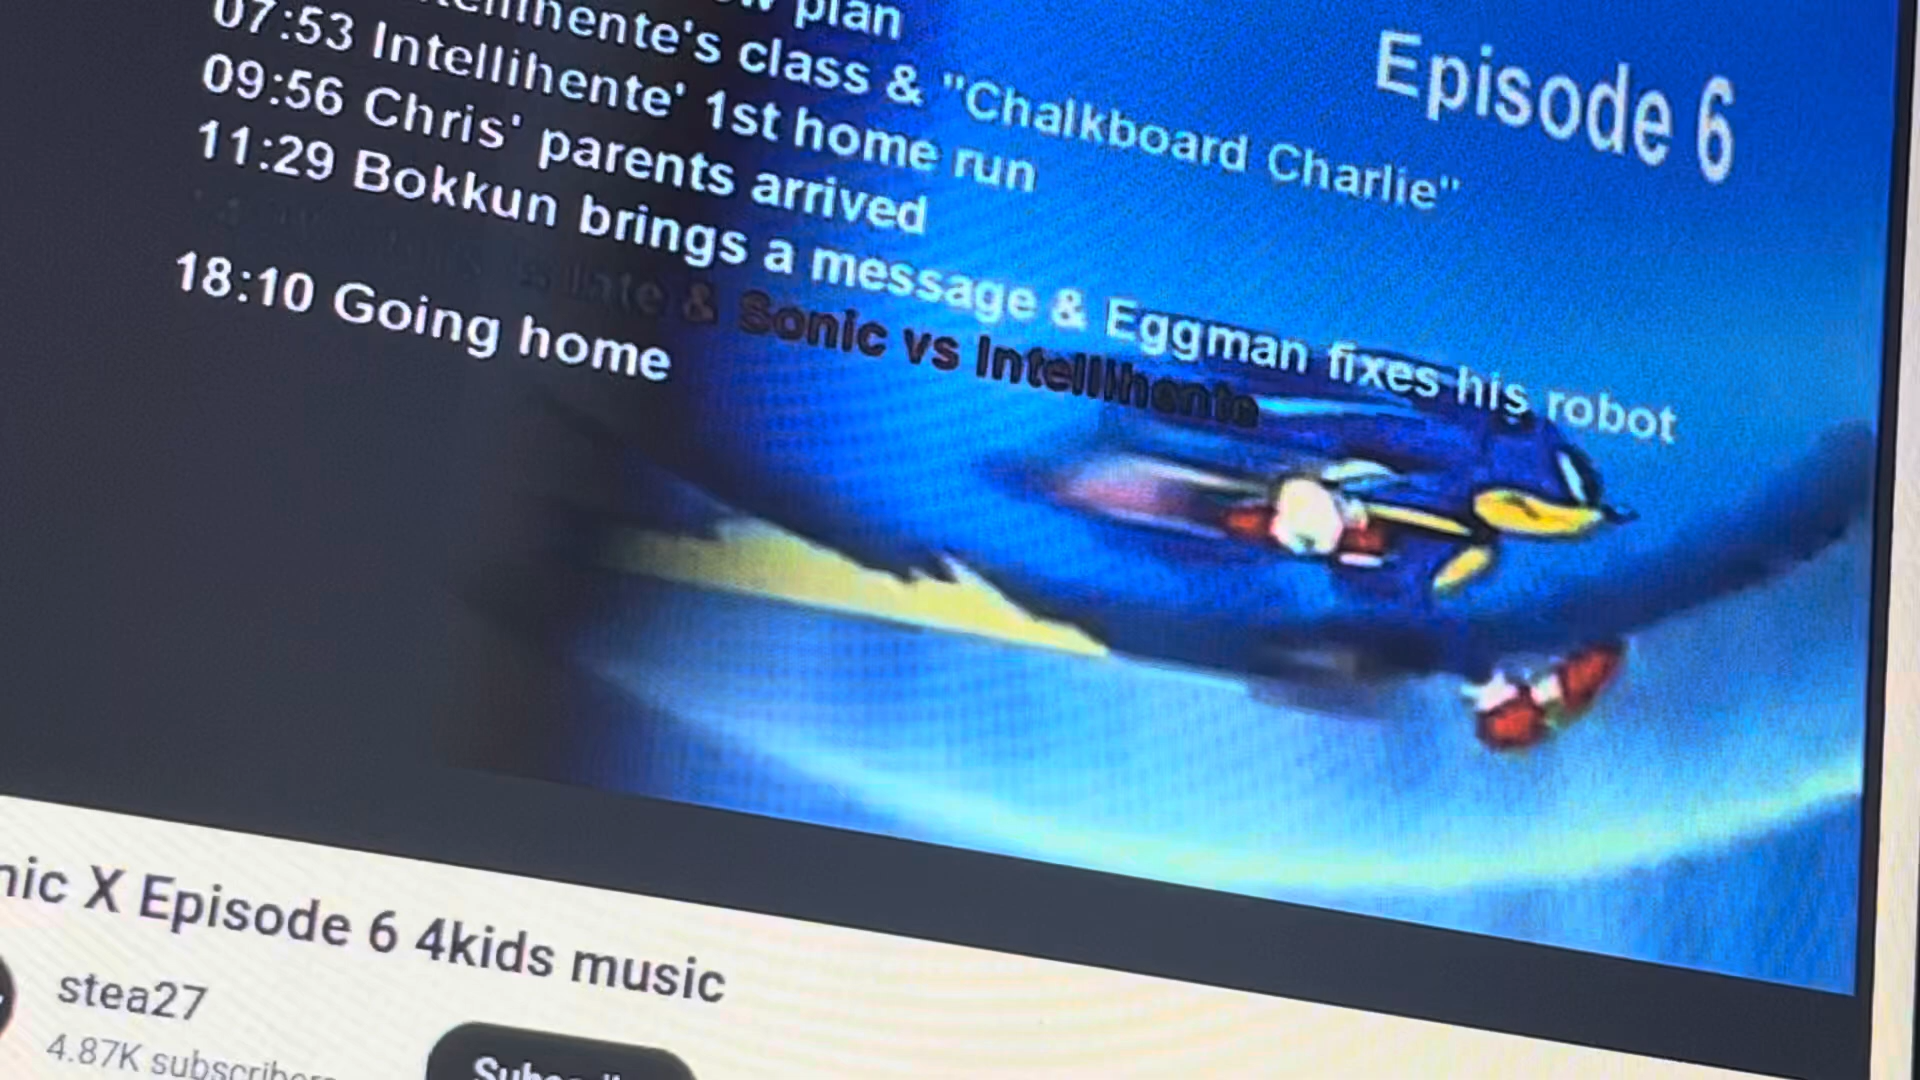 plan
Intellihente's class & "Chalkboard Charlie"
07:53 Intellihente' 1st home run
09:56 Chris' parents arrived
11:29 Bokkun brings a message & Eggman fixes his robot
late & Sonic vs Intellihente
18:10 Going home
Episode 6
nic X Episode 6 4kids music
stea27
4.87K subscribers